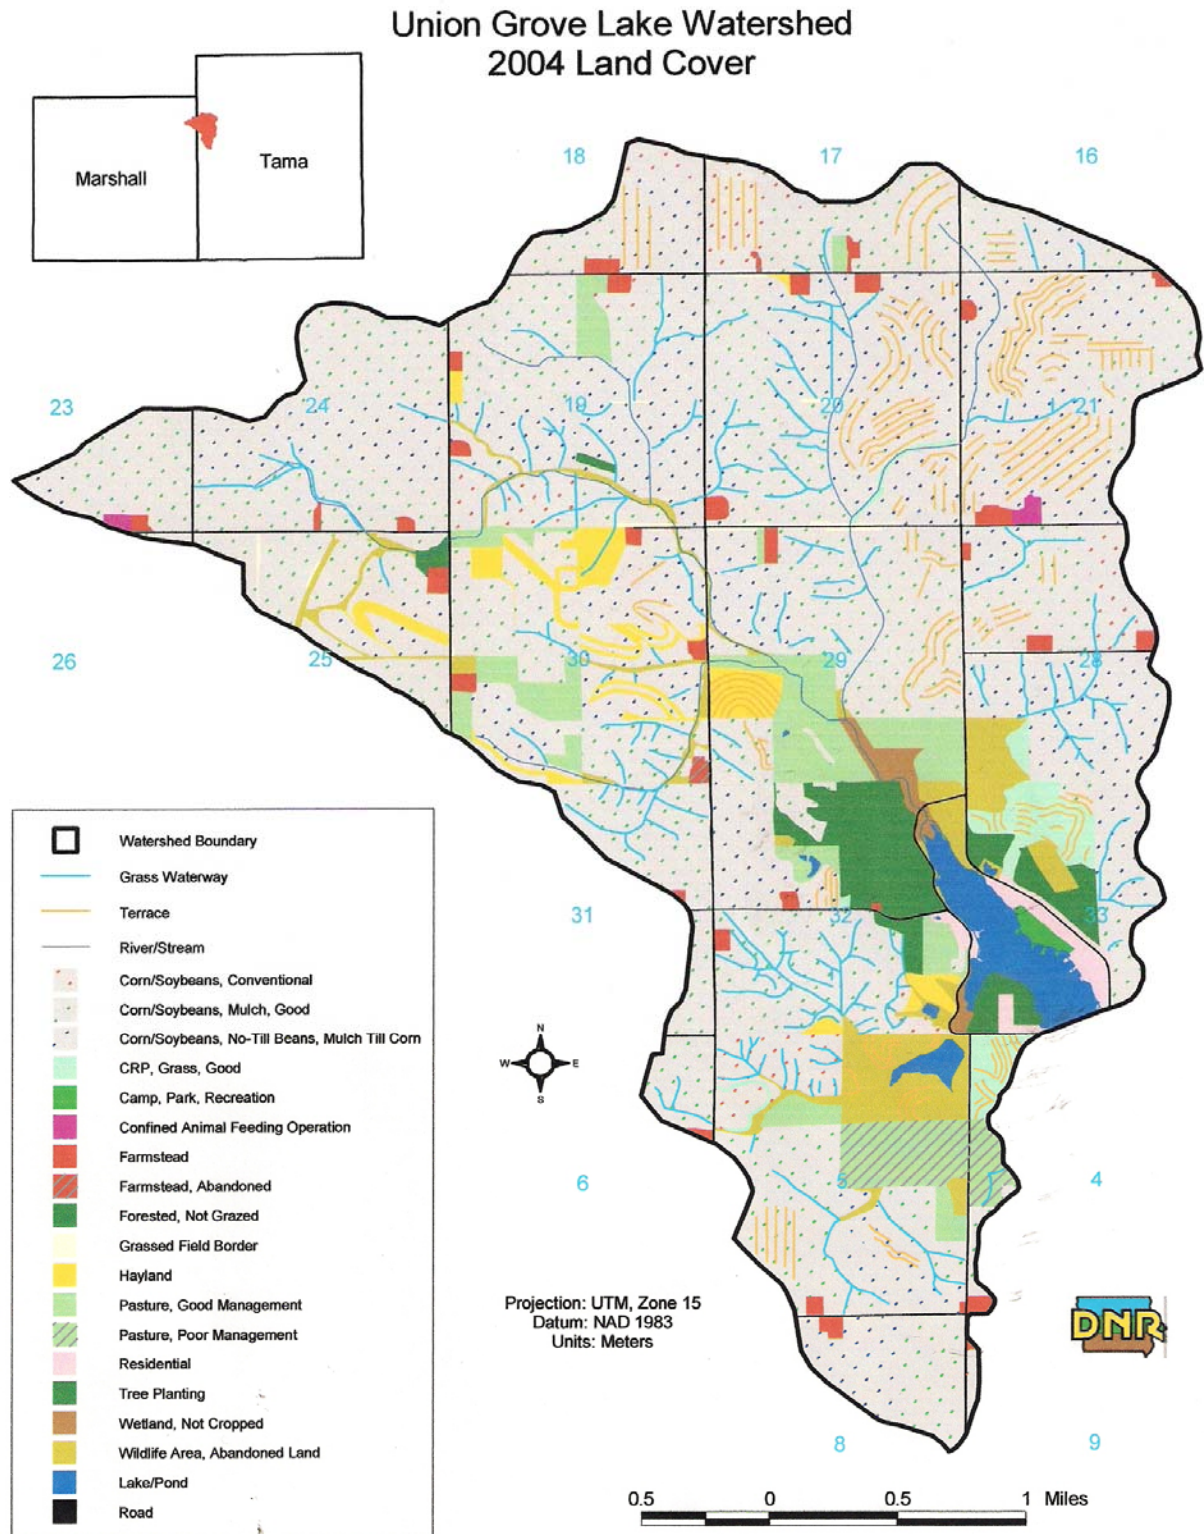 Union Grove Lake Watershed
2004 Land Cover
Marshall
Tama
18
17
16
23
24
19
20
21
26
25
30
29
28
31
32
33
6
5
4
8
9
Watershed Boundary
Grass Waterway
Terrace
River/Stream
Corn/Soybeans, Conventional
Corn/Soybeans, Mulch, Good
Corn/Soybeans, No-Till Beans, Mulch Till Corn
CRP, Grass, Good
Camp, Park, Recreation
Confined Animal Feeding Operation
Farmstead
Farmstead, Abandoned
Forested, Not Grazed
Grassed Field Border
Hayland
Pasture, Good Management
Pasture, Poor Management
Residential
Tree Planting
Wetland, Not Cropped
Wildlife Area, Abandoned Land
Lake/Pond
Road
N
W E
S
Projection: UTM, Zone 15
Datum: NAD 1983
Units: Meters
DNR
0.5 0 0.5 1 Miles